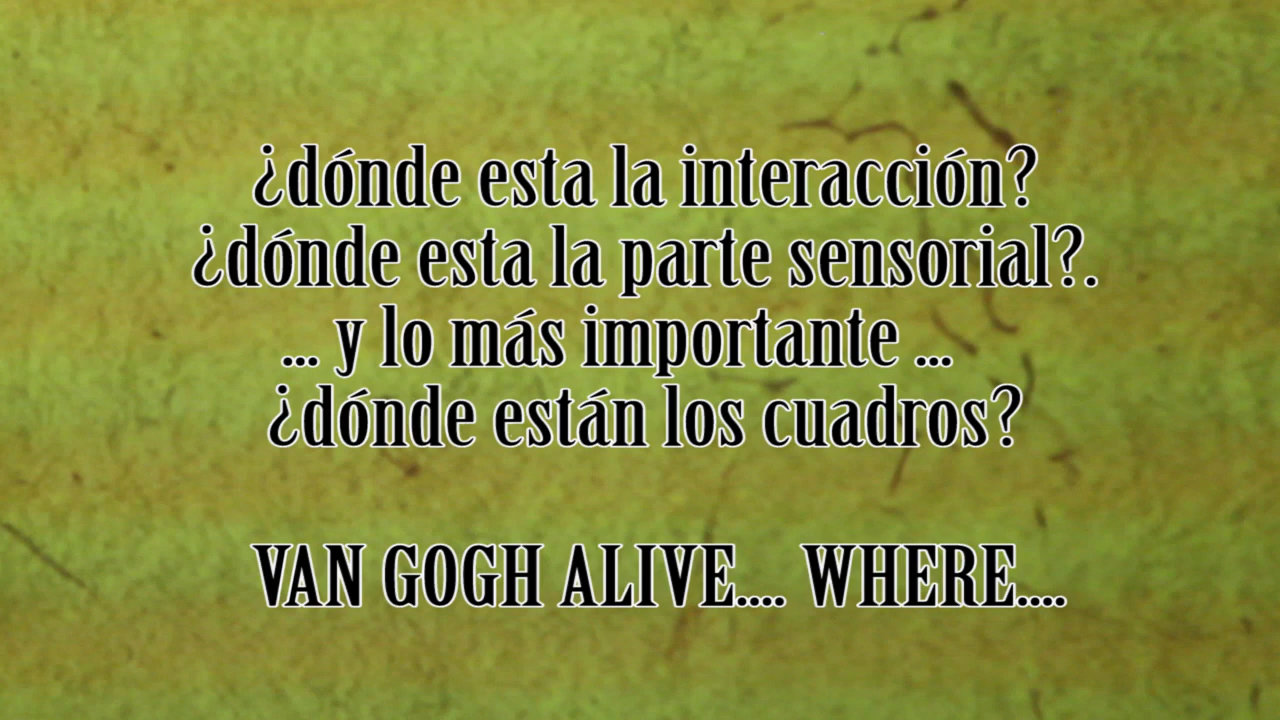 ¿dónde esta la interacción?
¿dónde esta la parte sensorial?.
... y lo más importante ...
¿dónde están los cuadros?
VAN GOGH ALIVE.... WHERE....